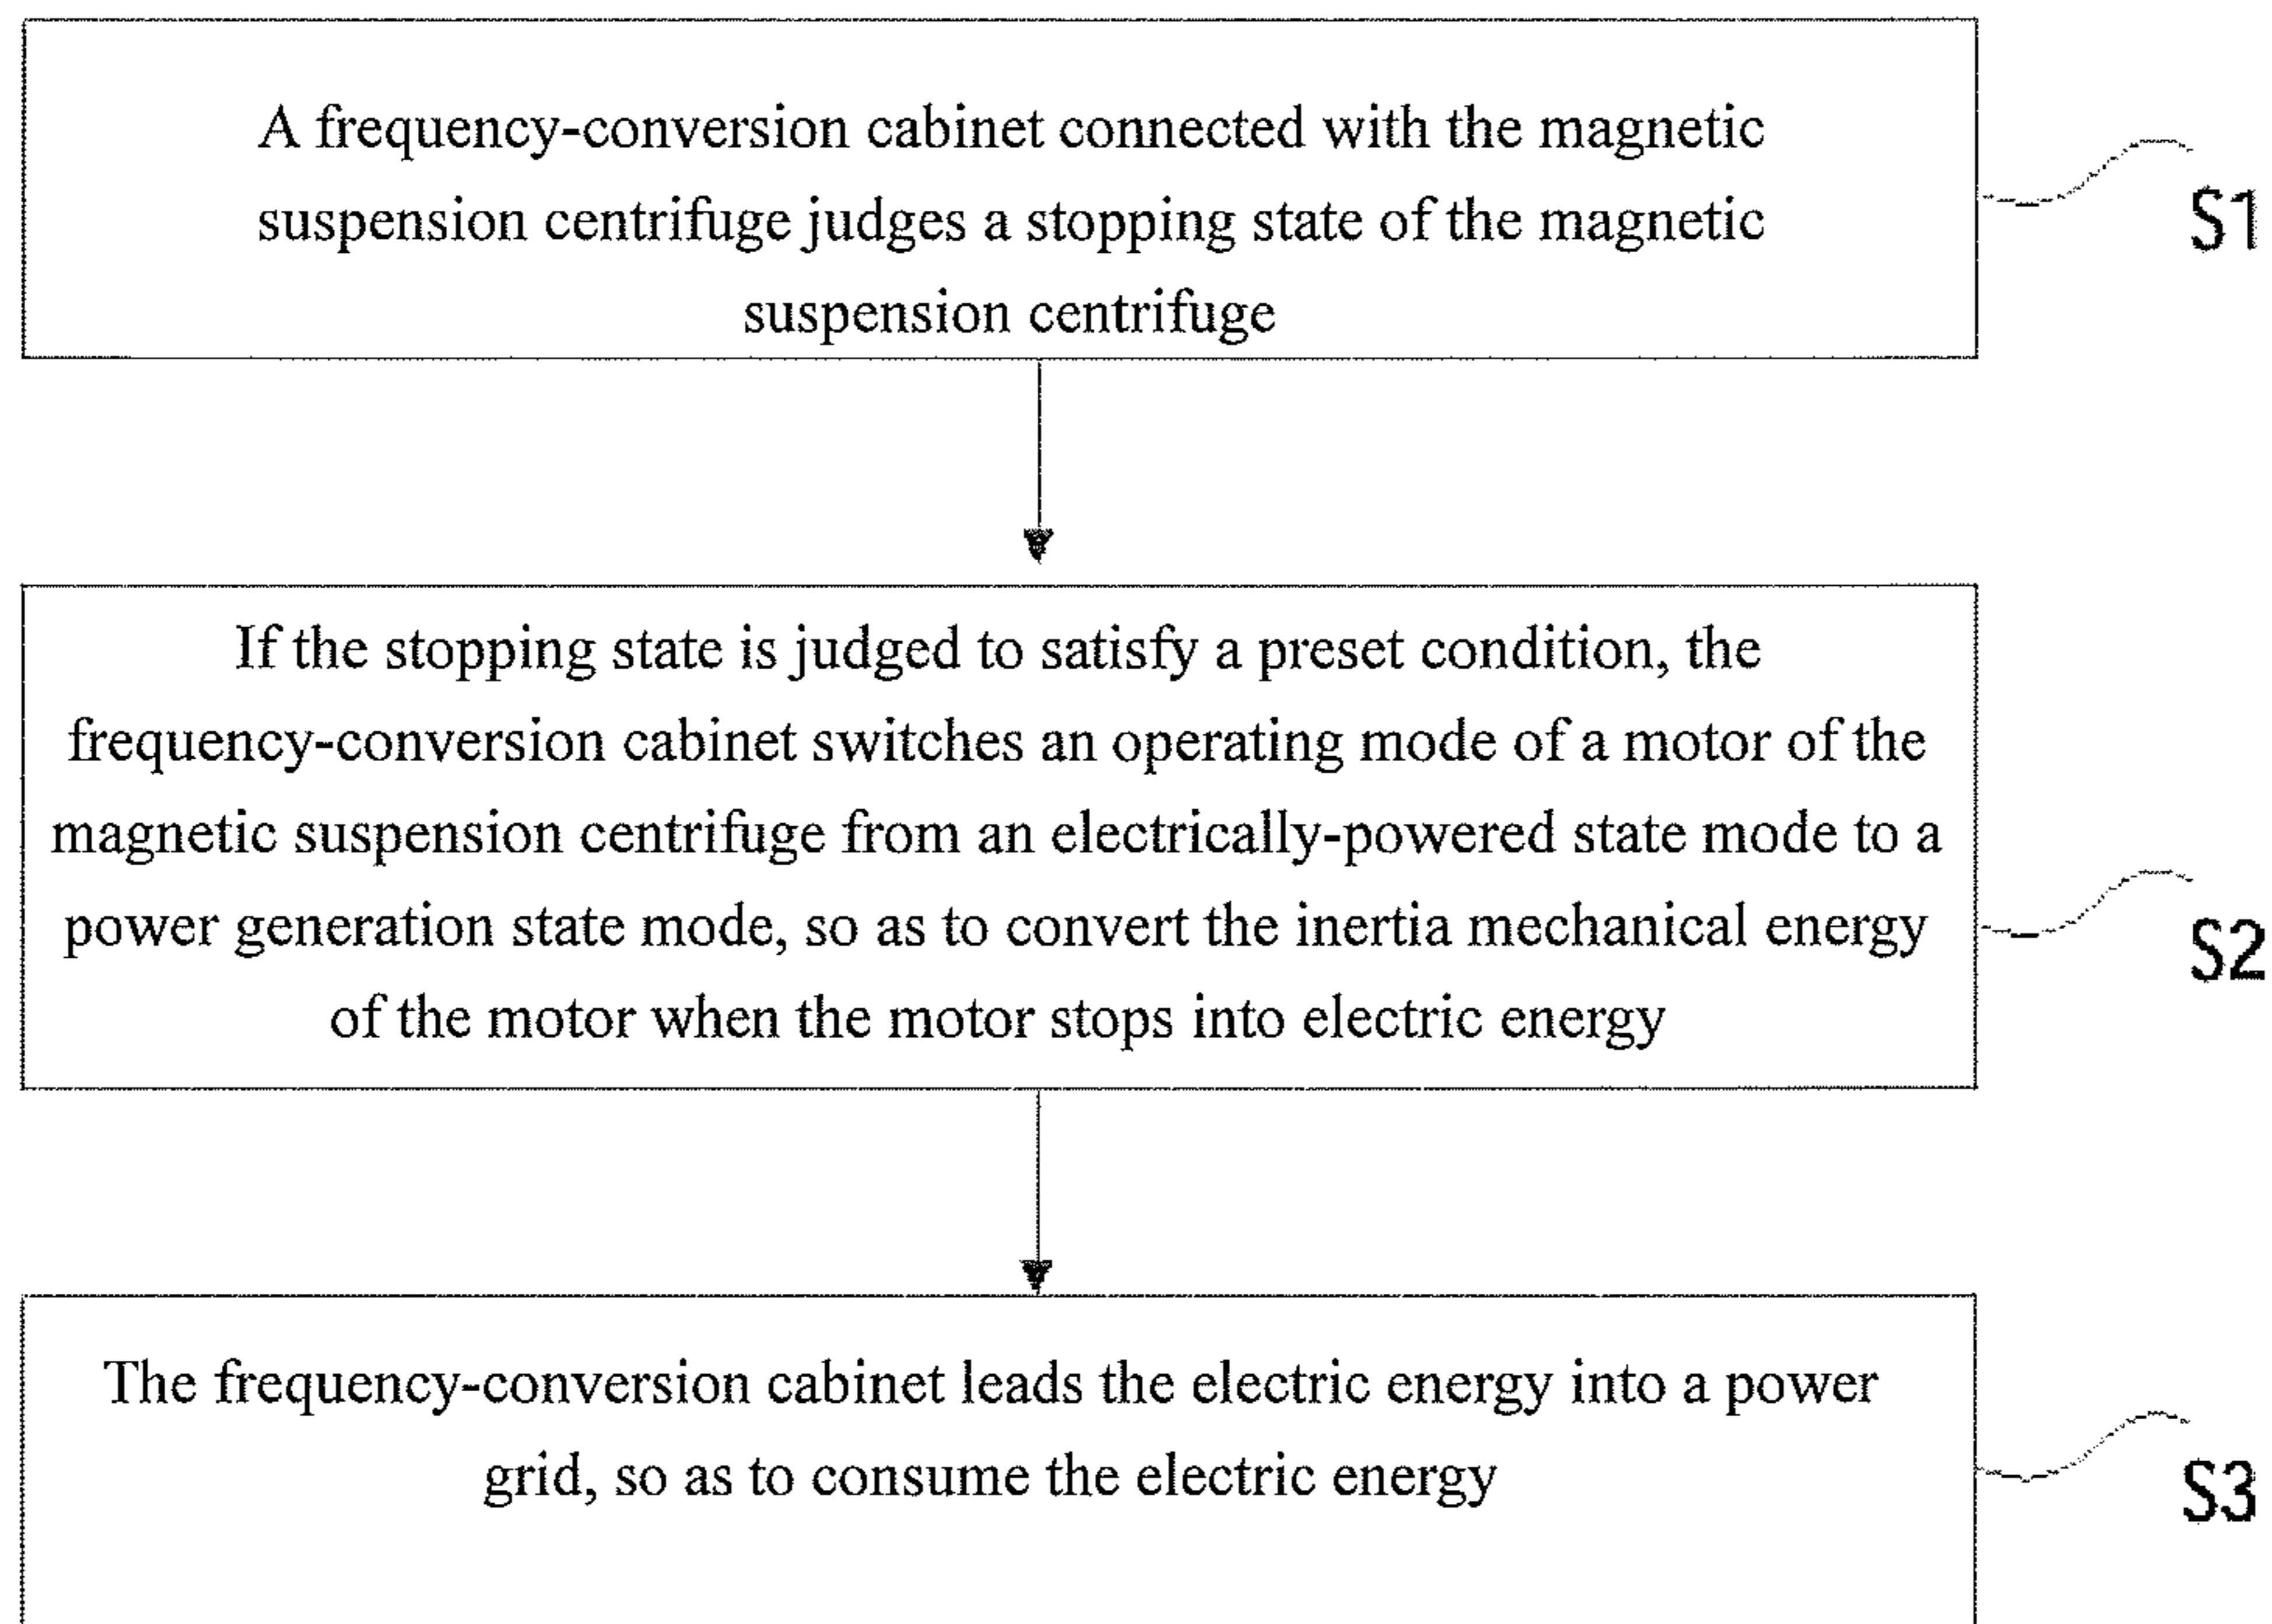 A frequency-conversion cabinet connected with the magnetic
suspension centrifuge judges a stopping state of the magnetic
suspension centrifuge
S1
If the stopping state is judged to satisfy a preset condition, the
frequency-conversion cabinet switches an operating mode of a motor of the
magnetic suspension centrifuge from an electrically-powered state mode to a
power generation state mode, so as to convert the inertia mechanical energy
of the motor when the motor stops into electric energy
S2
The frequency-conversion cabinet leads the electric energy into a power
grid, so as to consume the electric energy
S3